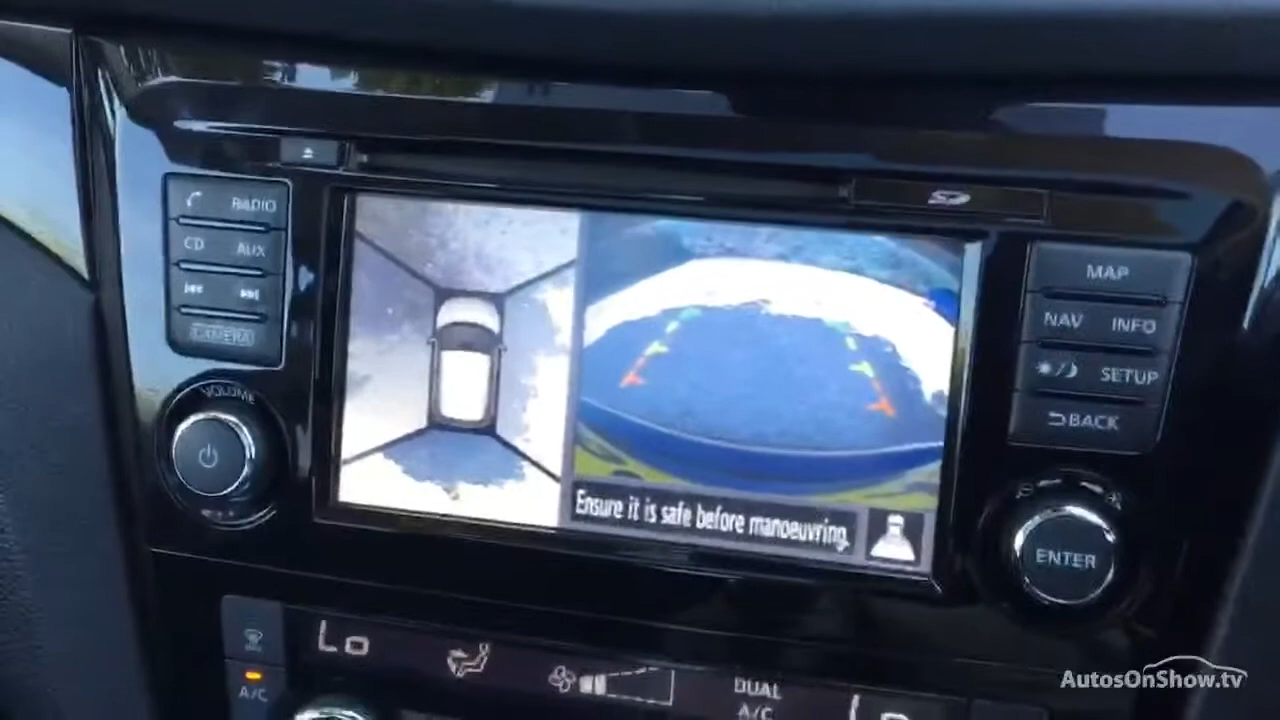 RADIO
CD AUX
CAMERA
VOLUME
MAP
NAV INFO
SETUP
BACK
ENTER
Ensure it is safe before manoeuvring.
Lo
A/C
DUAL
A/C
Lo
AutosOnShow.tv